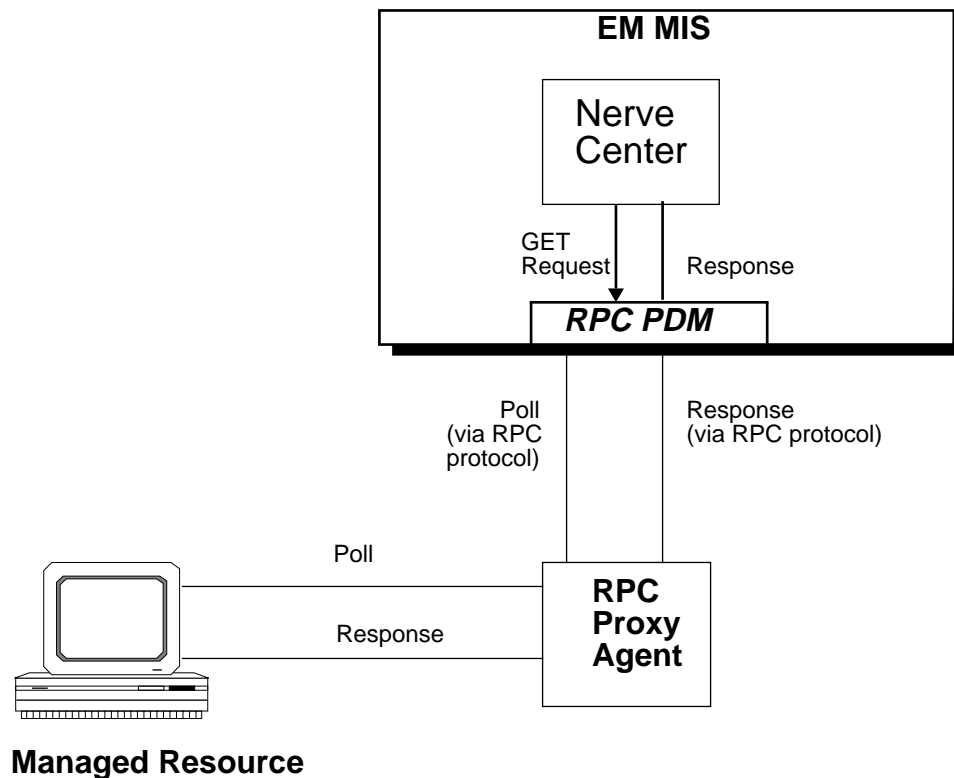 EM MIS
Nerve
Center
GET
Request
Response
RPC PDM
Poll
(via RPC
protocol)
Response
(via RPC protocol)
Poll
Response
RPC
Proxy
Agent
Managed Resource